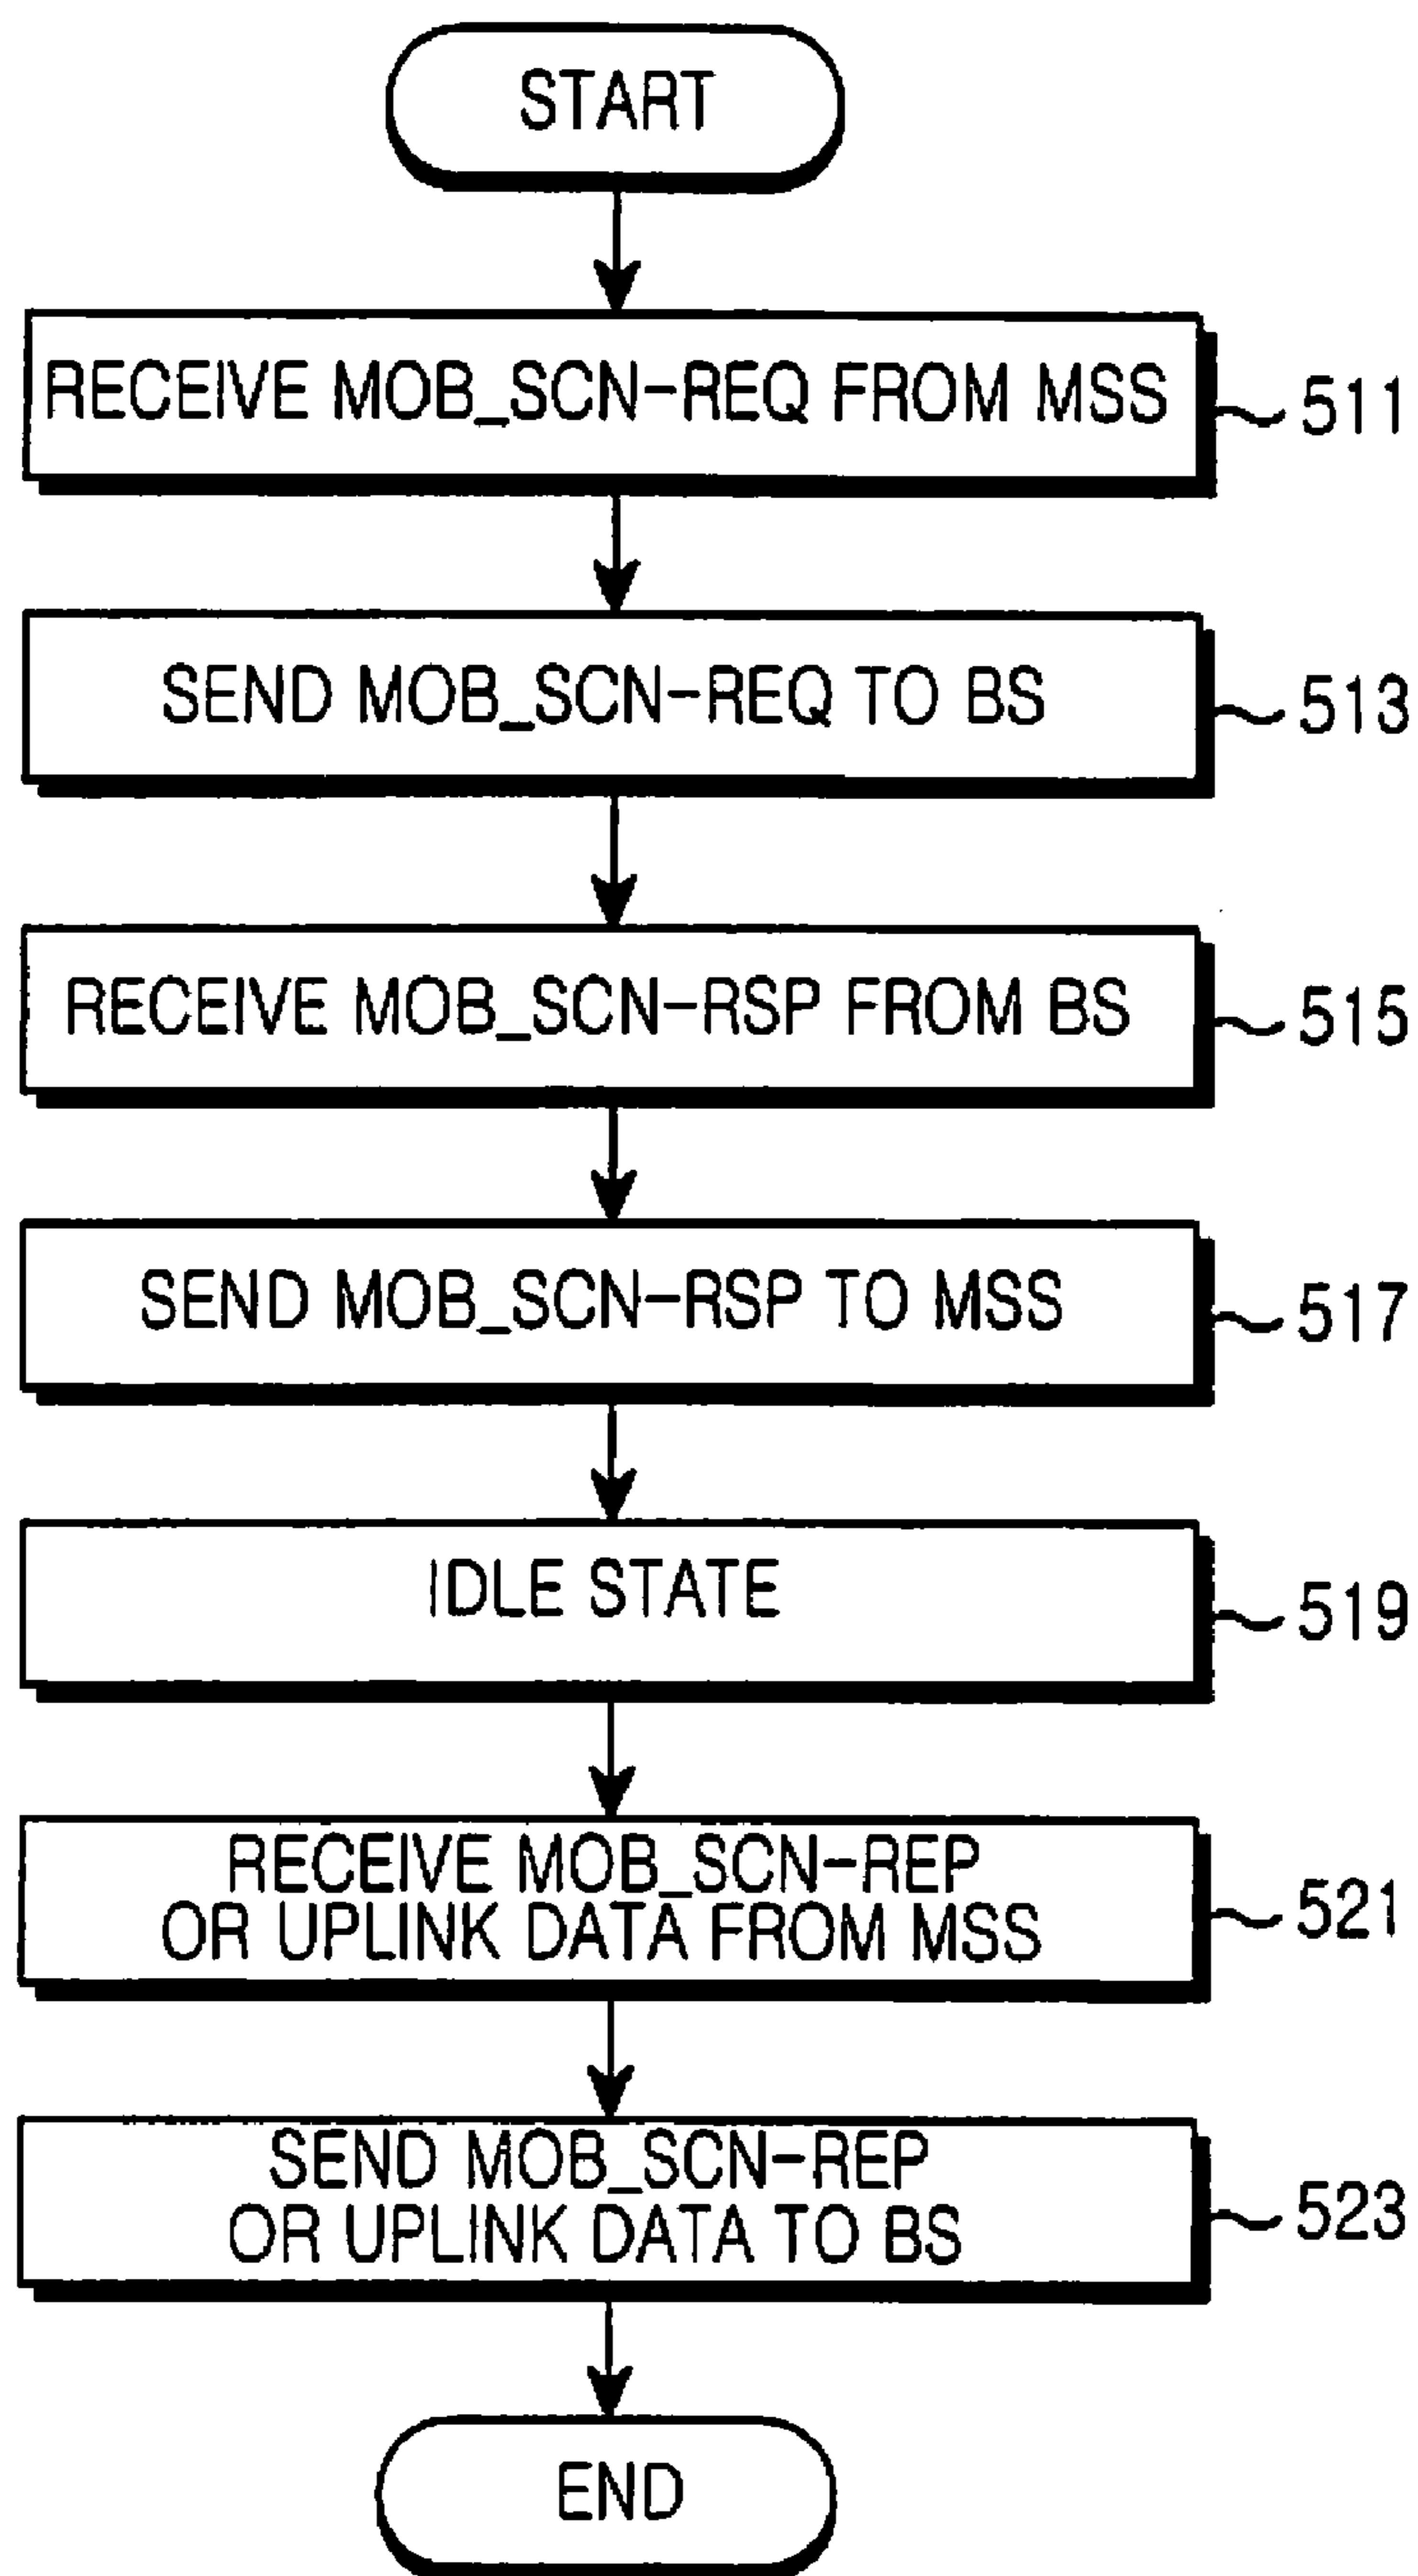 START
RECEIVE MOB_SCN-REQ FROM MSS
511
SEND MOB_SCN-REQ TO BS
513
RECEIVE MOB_SCN-RSP FROM BS
515
SEND MOB_SCN-RSP TO MSS
517
IDLE STATE
519
RECEIVE MOB_SCN-REP
OR UPLINK DATA FROM MSS
521
SEND MOB_SCN-REP
OR UPLINK DATA TO BS
523
END